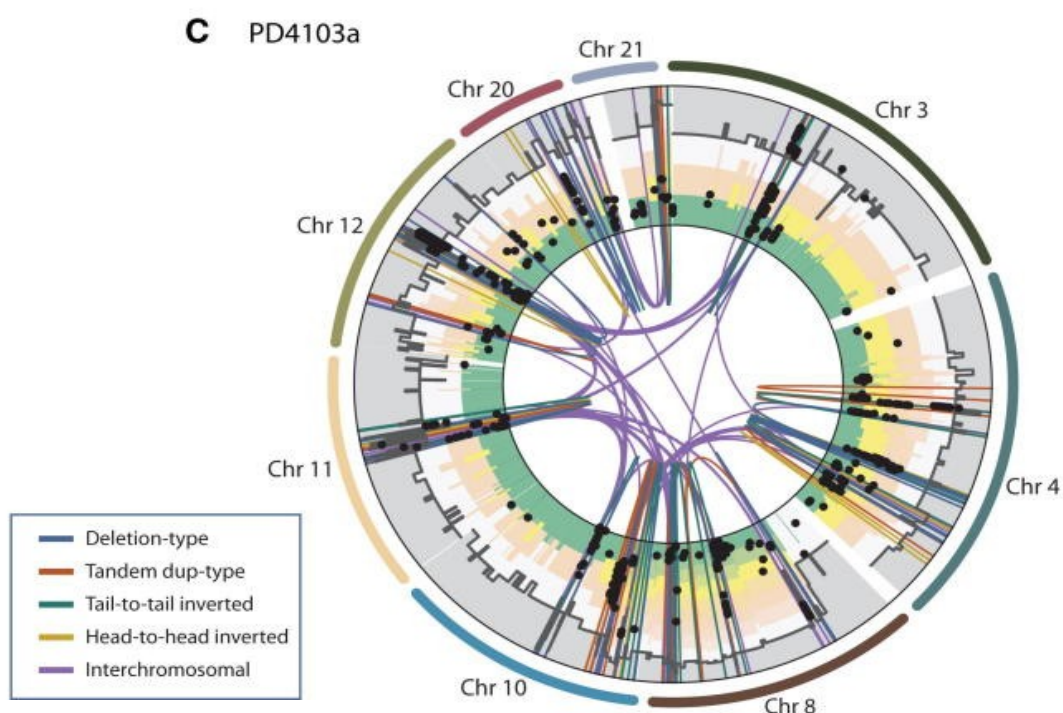 C PD4103a
Chr 21
Chr 20
Chr 3
Chr 12
Chr 11
Chr 4
Deletion-type
Tandem dup-type
Tail-to-tail inverted
Head-to-head inverted
Interchromosomal
Chr 10
Chr 8